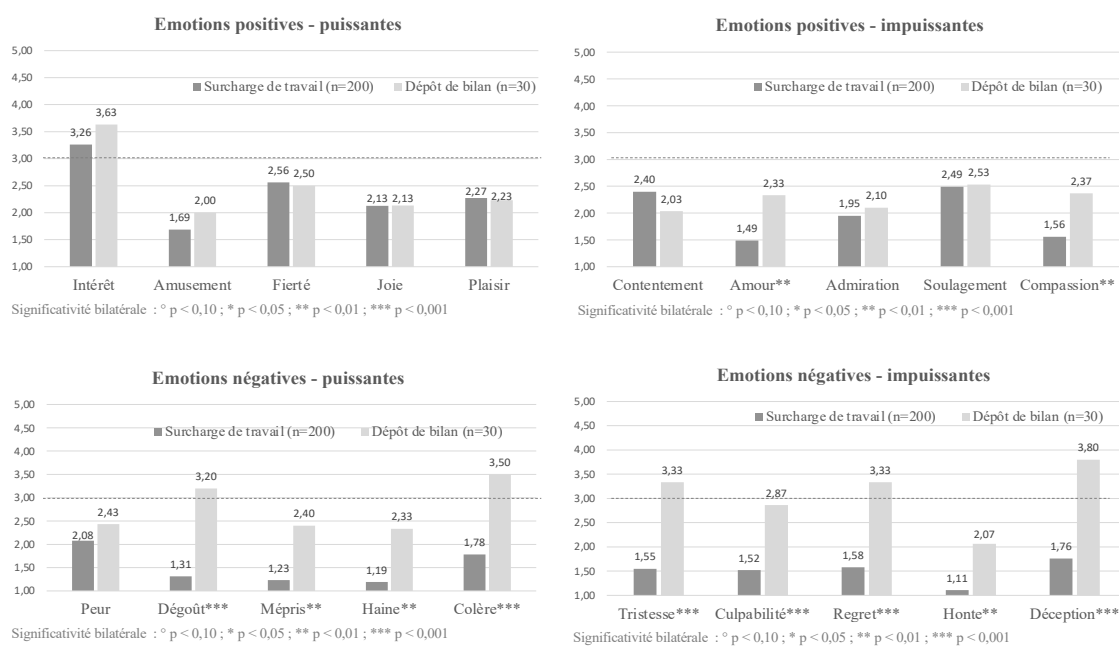 Emotions positives - puissantes
5,00
4,50
4,00
3,50
3,00
2,50
2,00
1,50
1,00
Surcharge de travail (n=200) Dépôt de bilan (n=30)
3,26 3,63 1,69 2,00 2,56 2,50 2,13 2,13 2,27 2,23
Intérêt Amusement Fierté Joie Plaisir
Significativité bilatérale : ° p < 0,10 ; * p < 0,05 ; ** p < 0,01 ; *** p < 0,001
Emotions positives - impuissantes
5,00
4,50
4,00
3,50
3,00
2,50
2,00
1,50
1,00
Surcharge de travail (n=200) Dépôt de bilan (n=30)
2,40 2,03 1,49 2,33 1,95 2,10 2,49 2,53 1,56 2,37
Contentement Amour** Admiration Soulagement Compassion**
Significativité bilatérale : ° p < 0,10 ; * p < 0,05 ; ** p < 0,01 ; *** p < 0,001
Emotions négatives - puissantes
5,00
4,50
4,00
3,50
3,00
2,50
2,00
1,50
1,00
Surcharge de travail (n=200) Dépôt de bilan (n=30)
2,08 2,43 1,31 3,20 1,23 2,40 1,19 2,33 1,78 3,50
Peur Dégoût*** Mépris** Haine** Colère***
Significativité bilatérale : ° p < 0,10 ; * p < 0,05 ; ** p < 0,01 ; *** p < 0,001
Emotions négatives - impuissantes
5,00
4,50
4,00
3,50
3,00
2,50
2,00
1,50
1,00
Surcharge de travail (n=200) Dépôt de bilan (n=30)
1,55 3,33 1,52 2,87 1,58 3,33 1,11 2,07 1,76 3,80
Tristesse*** Culpabilité*** Regret*** Honte** Déception***
Significativité bilatérale : ° p < 0,10 ; * p < 0,05 ; ** p < 0,01 ; *** p < 0,001